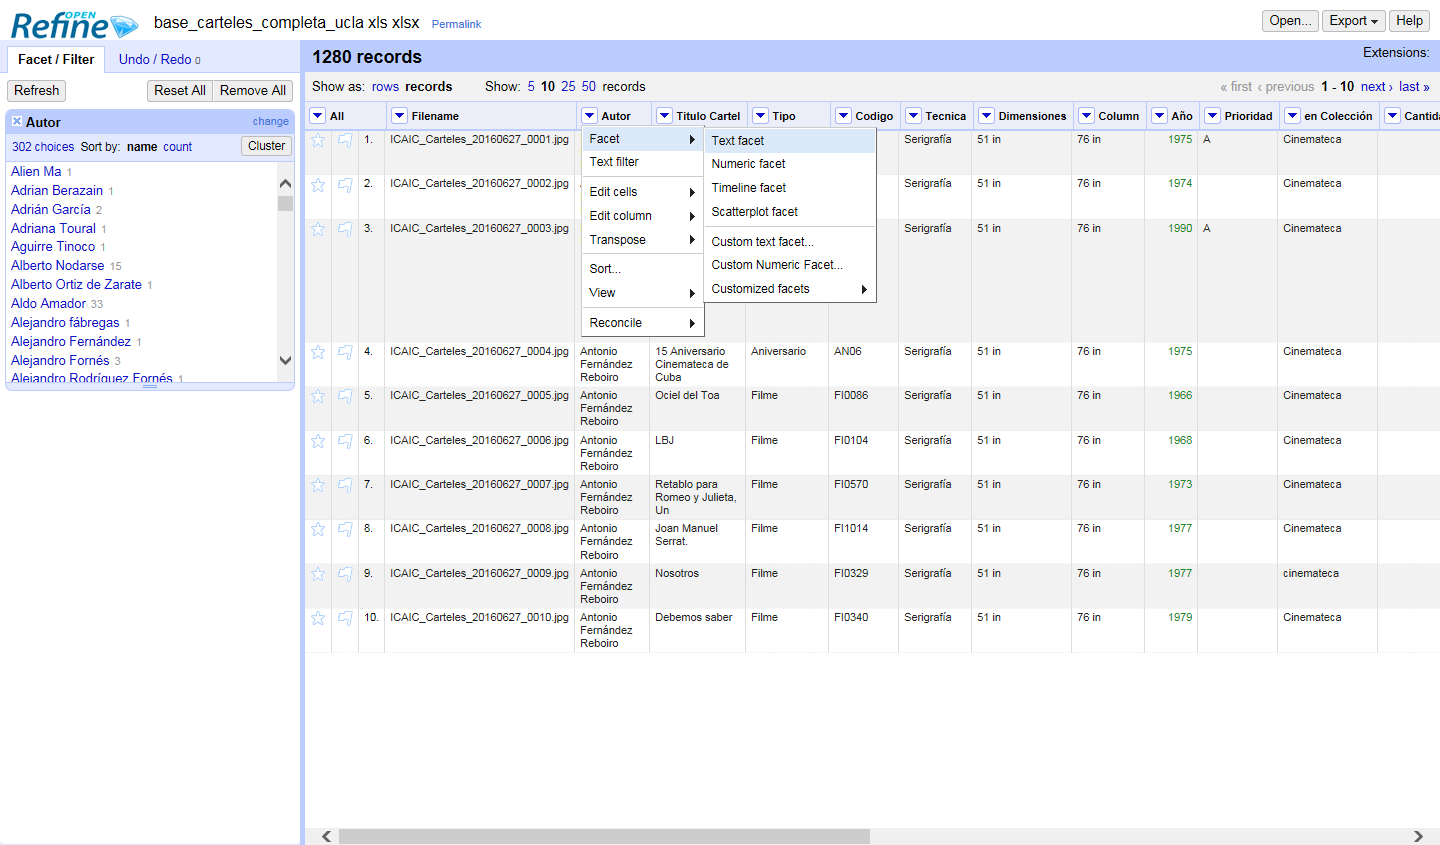 OPEN
Refine
base_carteles_completa_ucla xls xlsx Permalink
Open... Export Help
Facet / Filter Undo / Redo 0
1280 records
Extensions:
Refresh Reset All Remove All
Show as: rows records Show: 5 10 25 50 records
« first ‹ previous 1 - 10 next › last »
Autor change
302 choices Sort by: name count Cluster
Alien Ma 1
Adrian Berazain 1
Adrián García 2
Adriana Toural 1
Aguirre Tinoco 1
Alberto Nodarse 15
Alberto Ortiz de Zarate 1
Aldo Amador 33
Alejandro fábregas 1
Alejandro Fernández 1
Alejandro Fornés 3
Alejandro Rodríguez Fornés 1
All Filename Autor Titulo Cartel Tipo Codigo Tecnica Dimensiones Column Año Prioridad en Colección Cantida
1. ICAIC_Carteles_20160627_0001.jpg Serigrafía 51 in 76 in 1975 A Cinemateca
2. ICAIC_Carteles_20160627_0002.jpg Serigrafía 51 in 76 in 1974 Cinemateca
3. ICAIC_Carteles_20160627_0003.jpg Serigrafía 51 in 76 in 1990 A Cinemateca
Facet
Text filter
Edit cells
Edit column
Transpose
Sort...
View
Reconcile
Text facet
Numeric facet
Timeline facet
Scatterplot facet
Custom text facet...
Custom Numeric Facet...
Customized facets
4. ICAIC_Carteles_20160627_0004.jpg Antonio 15 Aniversario Aniversario AN06 Serigrafía 51 in 76 in 1975 Cinemateca
Fernández Cinemateca de
Reboiro Cuba
5. ICAIC_Carteles_20160627_0005.jpg Antonio Ociel del Toa Filme FI0086 Serigrafía 51 in 76 in 1966 Cinemateca
Fernández
Reboiro
6. ICAIC_Carteles_20160627_0006.jpg Antonio LBJ Filme FI0104 Serigrafía 51 in 76 in 1968 Cinemateca
Fernández
Reboiro
7. ICAIC_Carteles_20160627_0007.jpg Antonio Retablo para Filme FI0570 Serigrafía 51 in 76 in 1973 Cinemateca
Fernández Romeo y Julieta,
Reboiro Un
8. ICAIC_Carteles_20160627_0008.jpg Antonio Joan Manuel Filme FI1014 Serigrafía 51 in 76 in 1977 Cinemateca
Fernández Serrat.
Reboiro
9. ICAIC_Carteles_20160627_0009.jpg Antonio Nosotros Filme FI0329 Serigrafía 51 in 76 in 1977 cinemateca
Fernández
Reboiro
10. ICAIC_Carteles_20160627_0010.jpg Antonio Debemos saber Filme FI0340 Serigrafía 51 in 76 in 1979 Cinemateca
Fernández
Reboiro